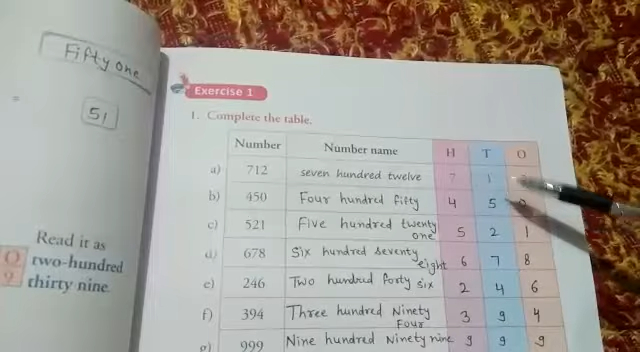 Fifty one
51
Read it as
two-hundred
thirty nine
O
9
Exercise 1
1. Complete the table.
Number Number name H T O
a) 712 seven hundred twelve 7 1
b) 450 Four hundred fifty 4 5 0
c) 521 Five hundred twenty one 5 2 1
d) 678 Six hundred seventy eight 6 7 8
e) 246 Two hundred forty six 2 4 6
f) 394 Three hundred Ninety Four 3 9 4
g) 999 Nine hundred Ninety nine 9 9 9